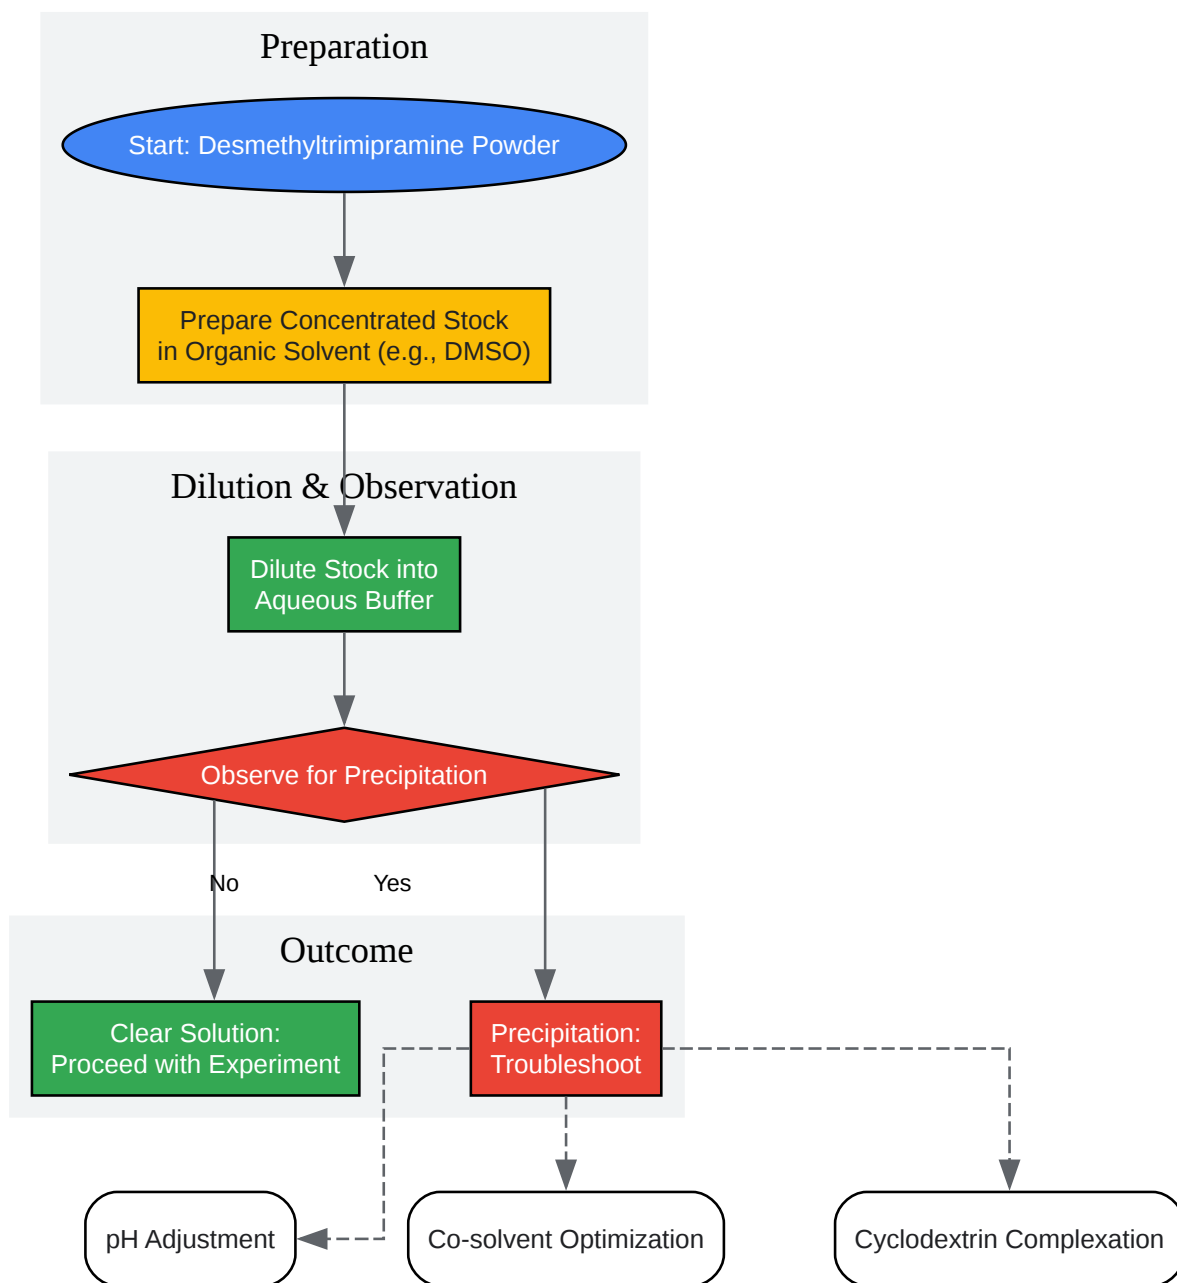 Preparation
Start: Desmethyltrimipramine Powder
Prepare Concentrated Stock
in Organic Solvent (e.g., DMSO)
Dilution & Observation
Dilute Stock into
Aqueous Buffer
Observe for Precipitation
No
Yes
Outcome
Clear Solution:
Proceed with Experiment
Precipitation:
Troubleshoot
pH Adjustment
Co-solvent Optimization
Cyclodextrin Complexation